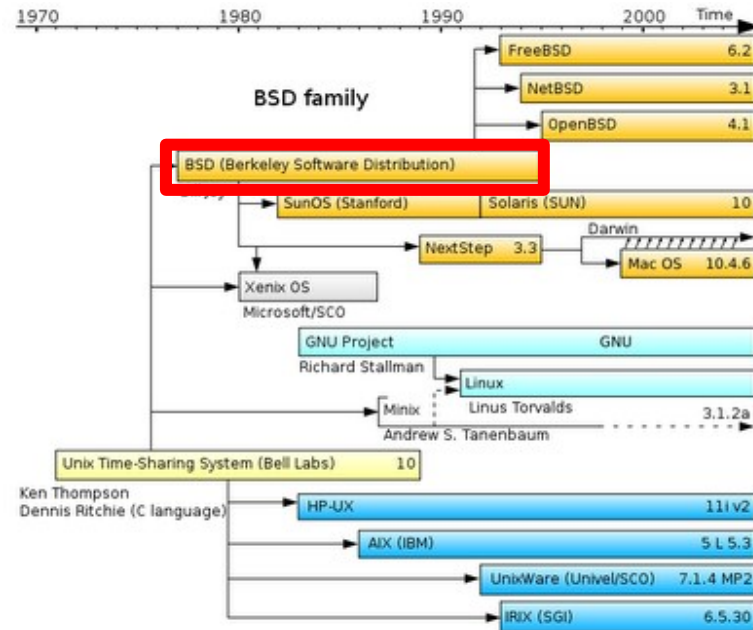 1970 1980 1990 2000 Time
FreeBSD 6.2
NetBSD 3.1
BSD family
OpenBSD 4.1
BSD (Berkeley Software Distribution)
SunOS (Stanford) Solaris (SUN) 10
Darwin
NextStep 3.3
Mac OS 10.4.6
Xenix OS
Microsoft/SCO
GNU Project GNU
Richard Stallman
Linux
Minix Linus Torvalds 3.1.2a
Andrew S. Tanenbaum
Unix Time-Sharing System (Bell Labs) 10
Ken Thompson
Dennis Ritchie (C language)
HP-UX 11i v2
AIX (IBM) 5 L 5.3
UnixWare (Univel/SCO) 7.1.4 MP2
IRIX (SGI) 6.5.30